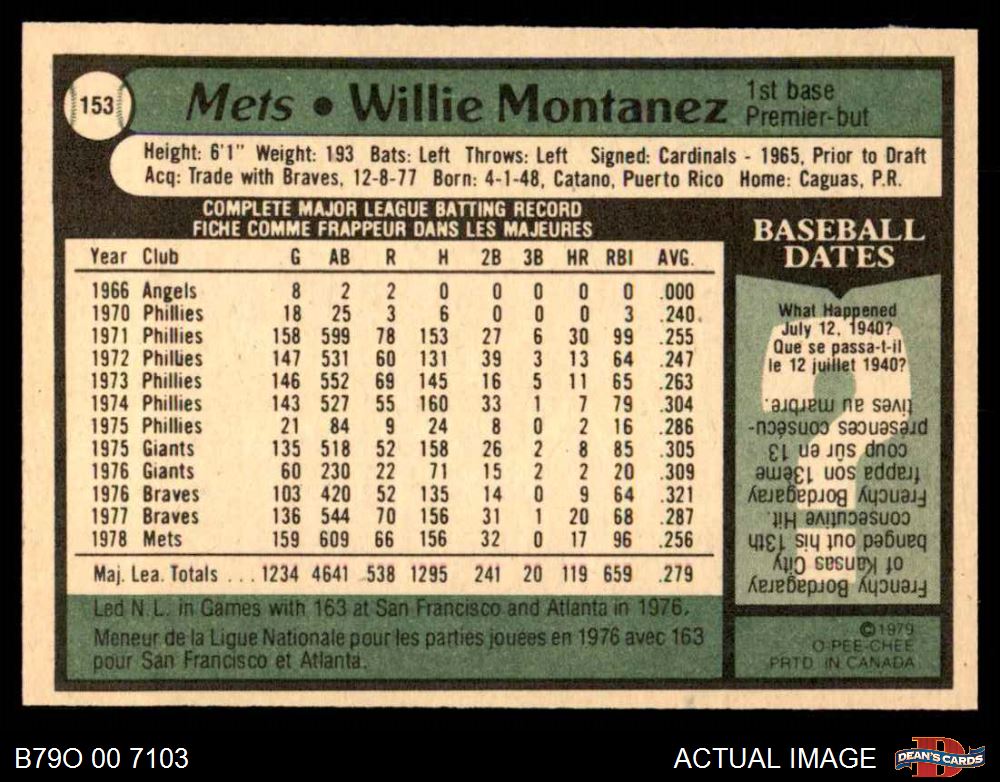 153
Mets • Willie Montanez
1st base
Premier-but
Height: 6'1" Weight: 193 Bats: Left Throws: Left Signed: Cardinals - 1965, Prior to Draft
Acq: Trade with Braves, 12-8-77 Born: 4-1-48, Catano, Puerto Rico Home: Caguas, P.R.
COMPLETE MAJOR LEAGUE BATTING RECORD
FICHE COMME FRAPPEUR DANS LES MAJEURES
Year Club G AB R H 2B 3B HR RBI AVG.
1966 Angels 8 2 2 0 0 0 0 0 .000
1970 Phillies 18 25 3 6 0 0 0 3 .240
1971 Phillies 158 599 78 153 27 6 30 99 .255
1972 Phillies 147 531 60 131 39 3 13 64 .247
1973 Phillies 146 552 69 145 16 5 11 65 .263
1974 Phillies 143 527 55 160 33 1 7 79 .304
1975 Phillies 21 84 9 24 8 0 2 16 .286
1975 Giants 135 518 52 158 26 2 8 85 .305
1976 Giants 60 230 22 71 15 2 2 20 .309
1976 Braves 103 420 52 135 14 0 9 64 .321
1977 Braves 136 544 70 156 31 1 20 68 .287
1978 Mets 159 609 66 156 32 0 17 96 .256
Maj. Lea. Totals . . . 1234 4641 538 1295 241 20 119 659 .279
Led N.L. in Games with 163 at San Francisco and Atlanta in 1976.
Meneur de la Ligue Nationale pour les parties jouées en 1976 avec 163
pour San Francisco et Atlanta.
BASEBALL
DATES
What Happened
July 12, 1940?
Que se passa-t-il
le 12 juillet 1940?
Frenchy Bordagaray
of Kansas City
banged out his 13th
consecutive Hit.
Frenchy Bordagaray
frappa son 13ème
coup sûr en 13
présences consécu-
tives au marbre.
©1979
O-PEE-CHEE
PRTD. IN CANADA
B79O 00 7103
ACTUAL IMAGE
D
DEAN'S CARDS